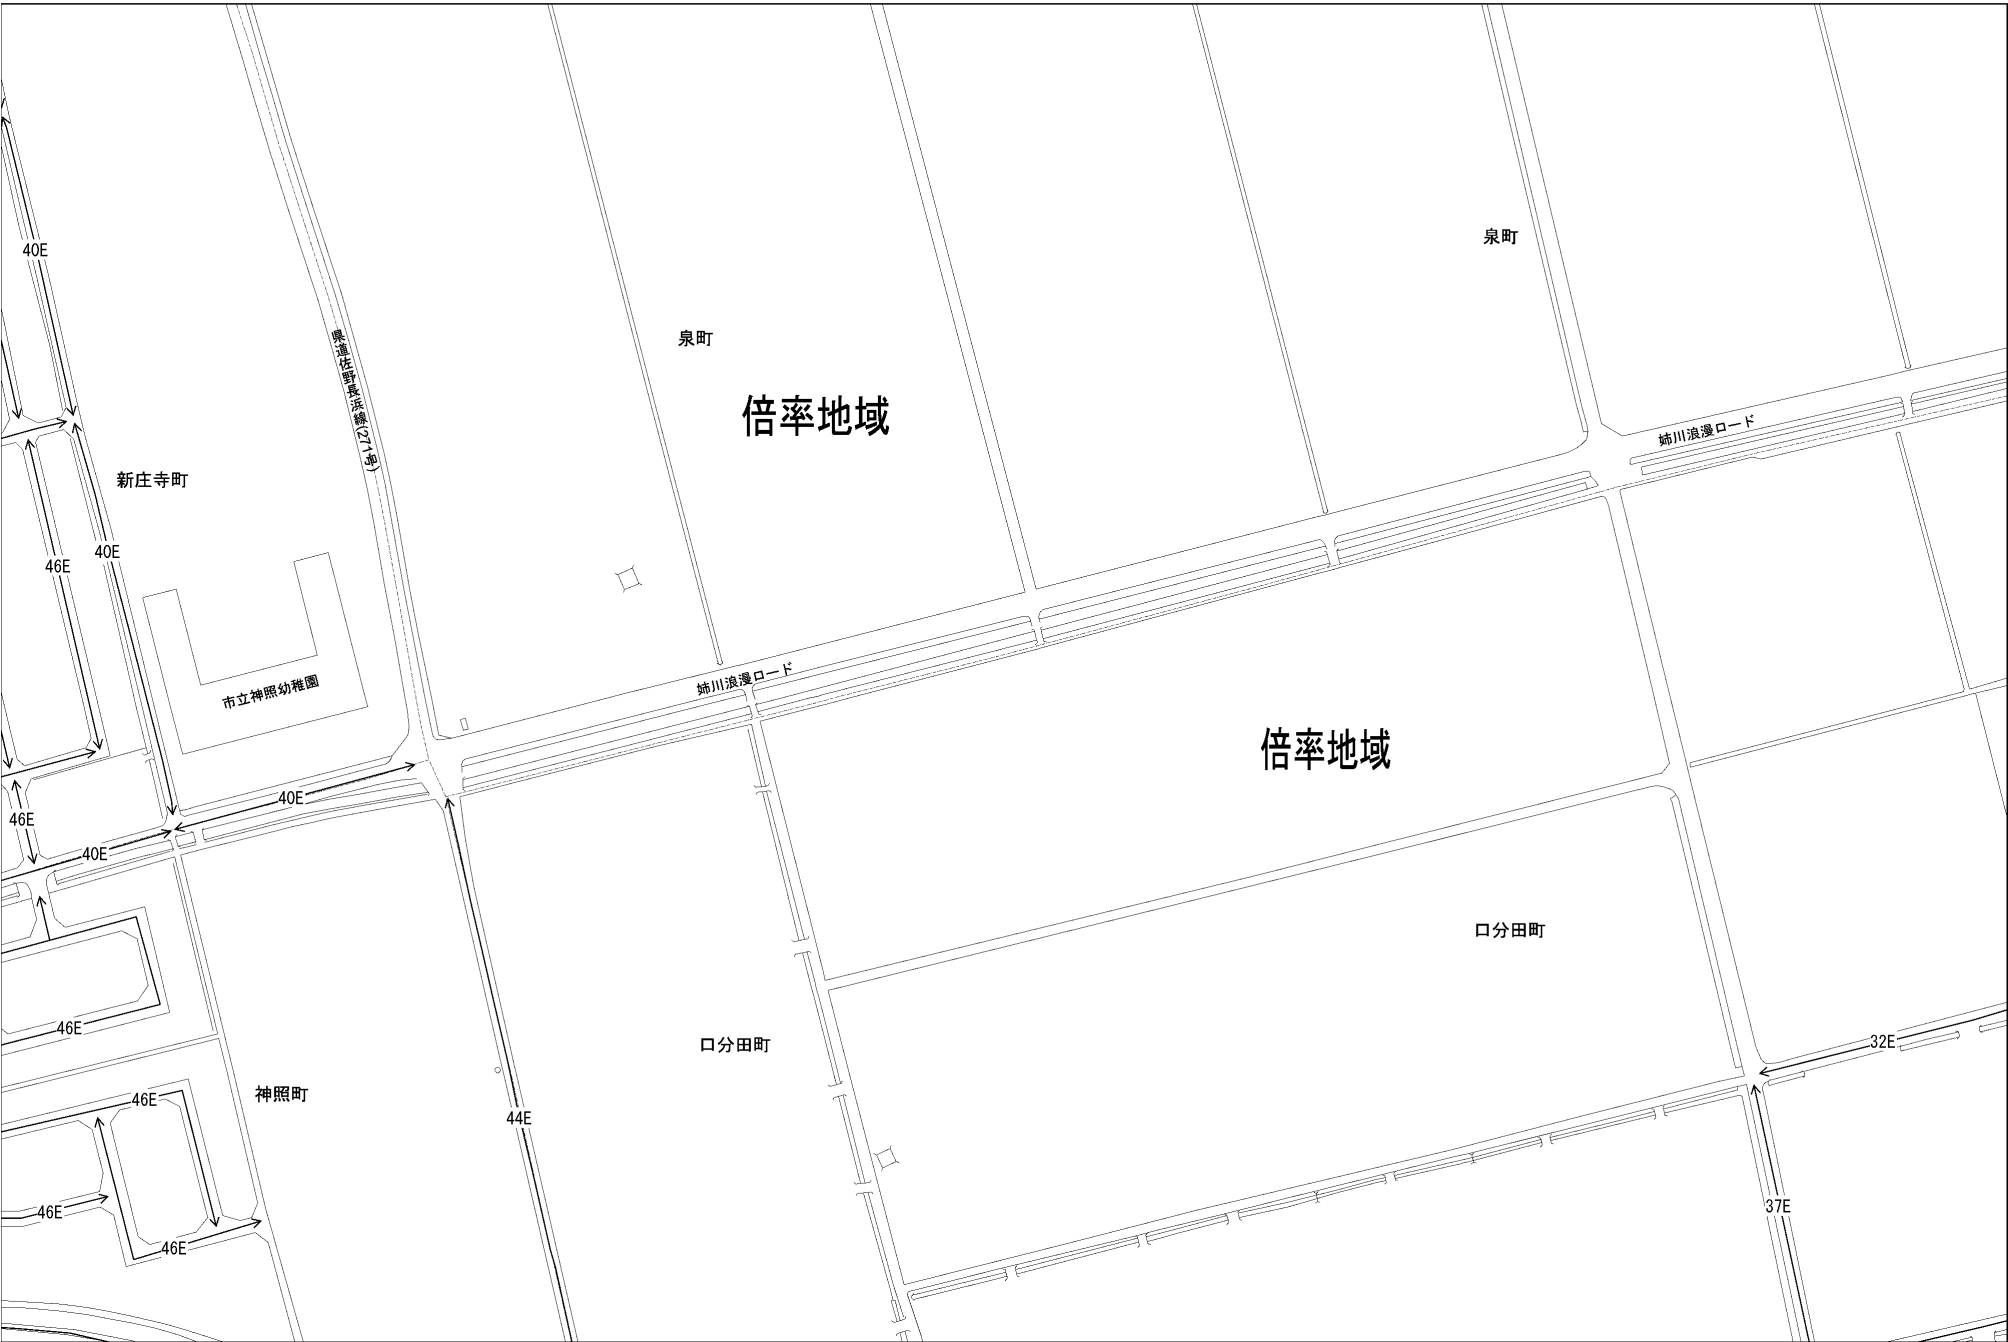 40E
泉町
泉町
県道佐野長浜線(271号)
倍率地域
姉川浪漫ロード
新庄寺町
40E
46E
姉川浪漫ロード
市立神照幼稚園
倍率地域
40E
46E
40E
口分田町
46E
32E
口分田町
神照町
46E
44E
37E
46E
46E